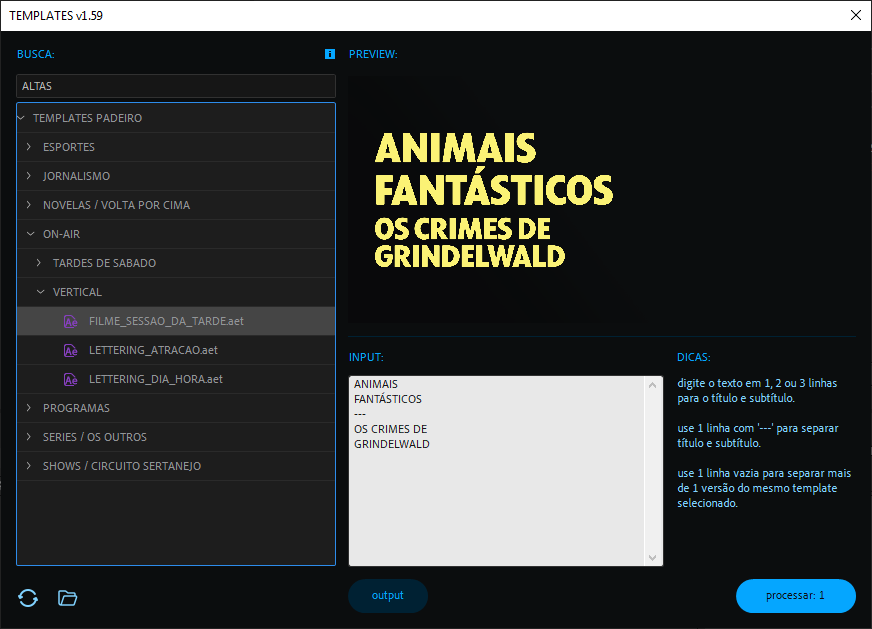 TEMPLATES v1.59
BUSCA:
ALTAS
TEMPLATES PADEIRO
ESPORTES
JORNALISMO
NOVELAS / VOLTA POR CIMA
ON-AIR
TARDES DE SABADO
VERTICAL
Ae FILME_SESSAO_DA_TARDE.aet
Ae LETTERING_ATRACAO.aet
Ae LETTERING_DIA_HORA.aet
PROGRAMAS
SERIES / OS OUTROS
SHOWS / CIRCUITO SERTANEJO
PREVIEW:
ANIMAIS
FANTÁSTICOS
OS CRIMES DE
GRINDELWALD
INPUT:
ANIMAIS
FANTÁSTICOS
---
OS CRIMES DE
GRINDELWALD
DICAS:
digite o texto em 1, 2 ou 3 linhas
para o título e subtítulo.
use 1 linha com '---' para separar
título e subtítulo.
use 1 linha vazia para separar mais
de 1 versão do mesmo template
selecionado.
output
processar: 1